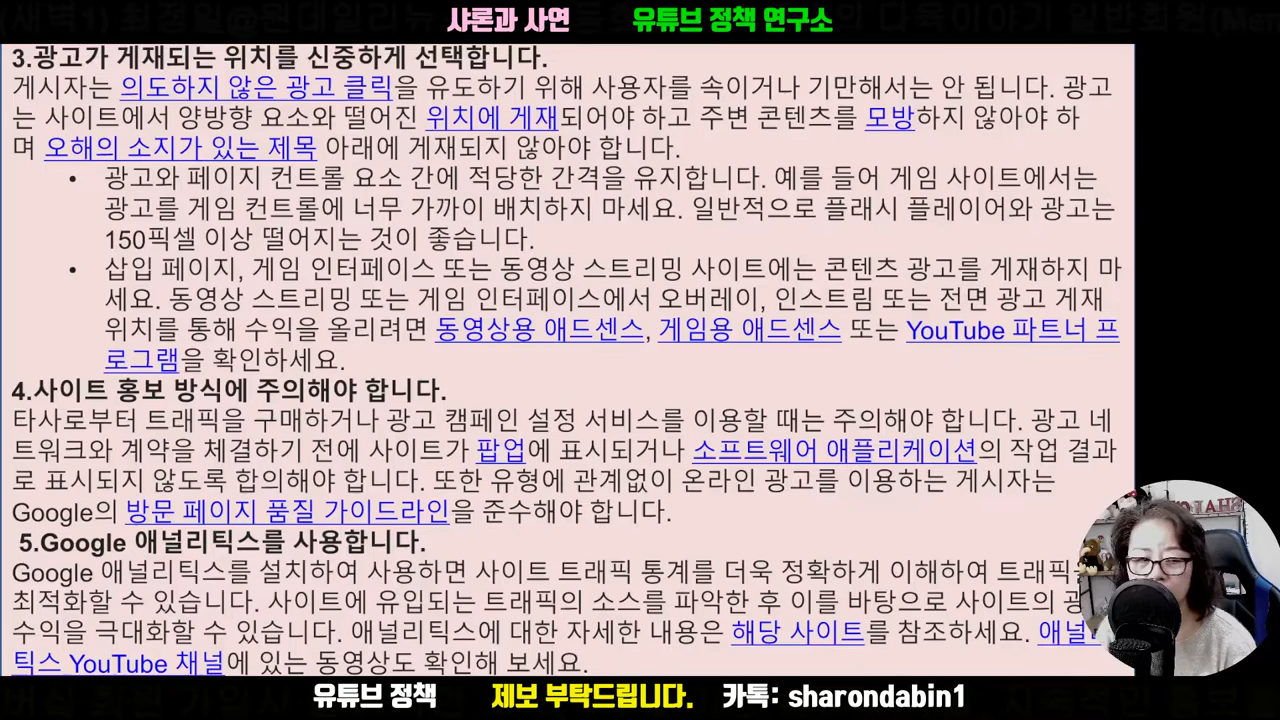 샤론과 사연 유튜브 정책 연구소
3.광고가 게재되는 위치를 신중하게 선택합니다.
게시자는 의도하지 않은 광고 클릭을 유도하기 위해 사용자를 속이거나 기만해서는 안 됩니다. 광고
는 사이트에서 양방향 요소와 떨어진 위치에 게재되어야 하고 주변 콘텐츠를 모방하지 않아야 하
며 오해의 소지가 있는 제목 아래에 게재되지 않아야 합니다.
• 광고와 페이지 컨트롤 요소 간에 적당한 간격을 유지합니다. 예를 들어 게임 사이트에서는
광고를 게임 컨트롤에 너무 가까이 배치하지 마세요. 일반적으로 플래시 플레이어와 광고는
150픽셀 이상 떨어지는 것이 좋습니다.
• 삽입 페이지, 게임 인터페이스 또는 동영상 스트리밍 사이트에는 콘텐츠 광고를 게재하지 마
세요. 동영상 스트리밍 또는 게임 인터페이스에서 오버레이, 인스트림 또는 전면 광고 게재
위치를 통해 수익을 올리려면 동영상용 애드센스, 게임용 애드센스 또는 YouTube 파트너 프
로그램을 확인하세요.
4.사이트 홍보 방식에 주의해야 합니다.
타사로부터 트래픽을 구매하거나 광고 캠페인 설정 서비스를 이용할 때는 주의해야 합니다. 광고 네
트워크와 계약을 체결하기 전에 사이트가 팝업에 표시되거나 소프트웨어 애플리케이션의 작업 결과
로 표시되지 않도록 합의해야 합니다. 또한 유형에 관계없이 온라인 광고를 이용하는 게시자는
Google의 방문 페이지 품질 가이드라인을 준수해야 합니다.
5.Google 애널리틱스를 사용합니다.
Google 애널리틱스를 설치하여 사용하면 사이트 트래픽 통계를 더욱 정확하게 이해하여
최적화할 수 있습니다. 사이트에 유입되는 트래픽의 소스를 파악한 후 이를 바탕으로 사이트의
수익을 극대화할 수 있습니다. 애널리틱스에 대한 자세한 내용은 해당 사이트를 참조하세요.
틱스 YouTube 채널에 있는 동영상도 확인해 보세요.
유튜브 정책 제보 부탁드립니다. 카톡: sharondabin1